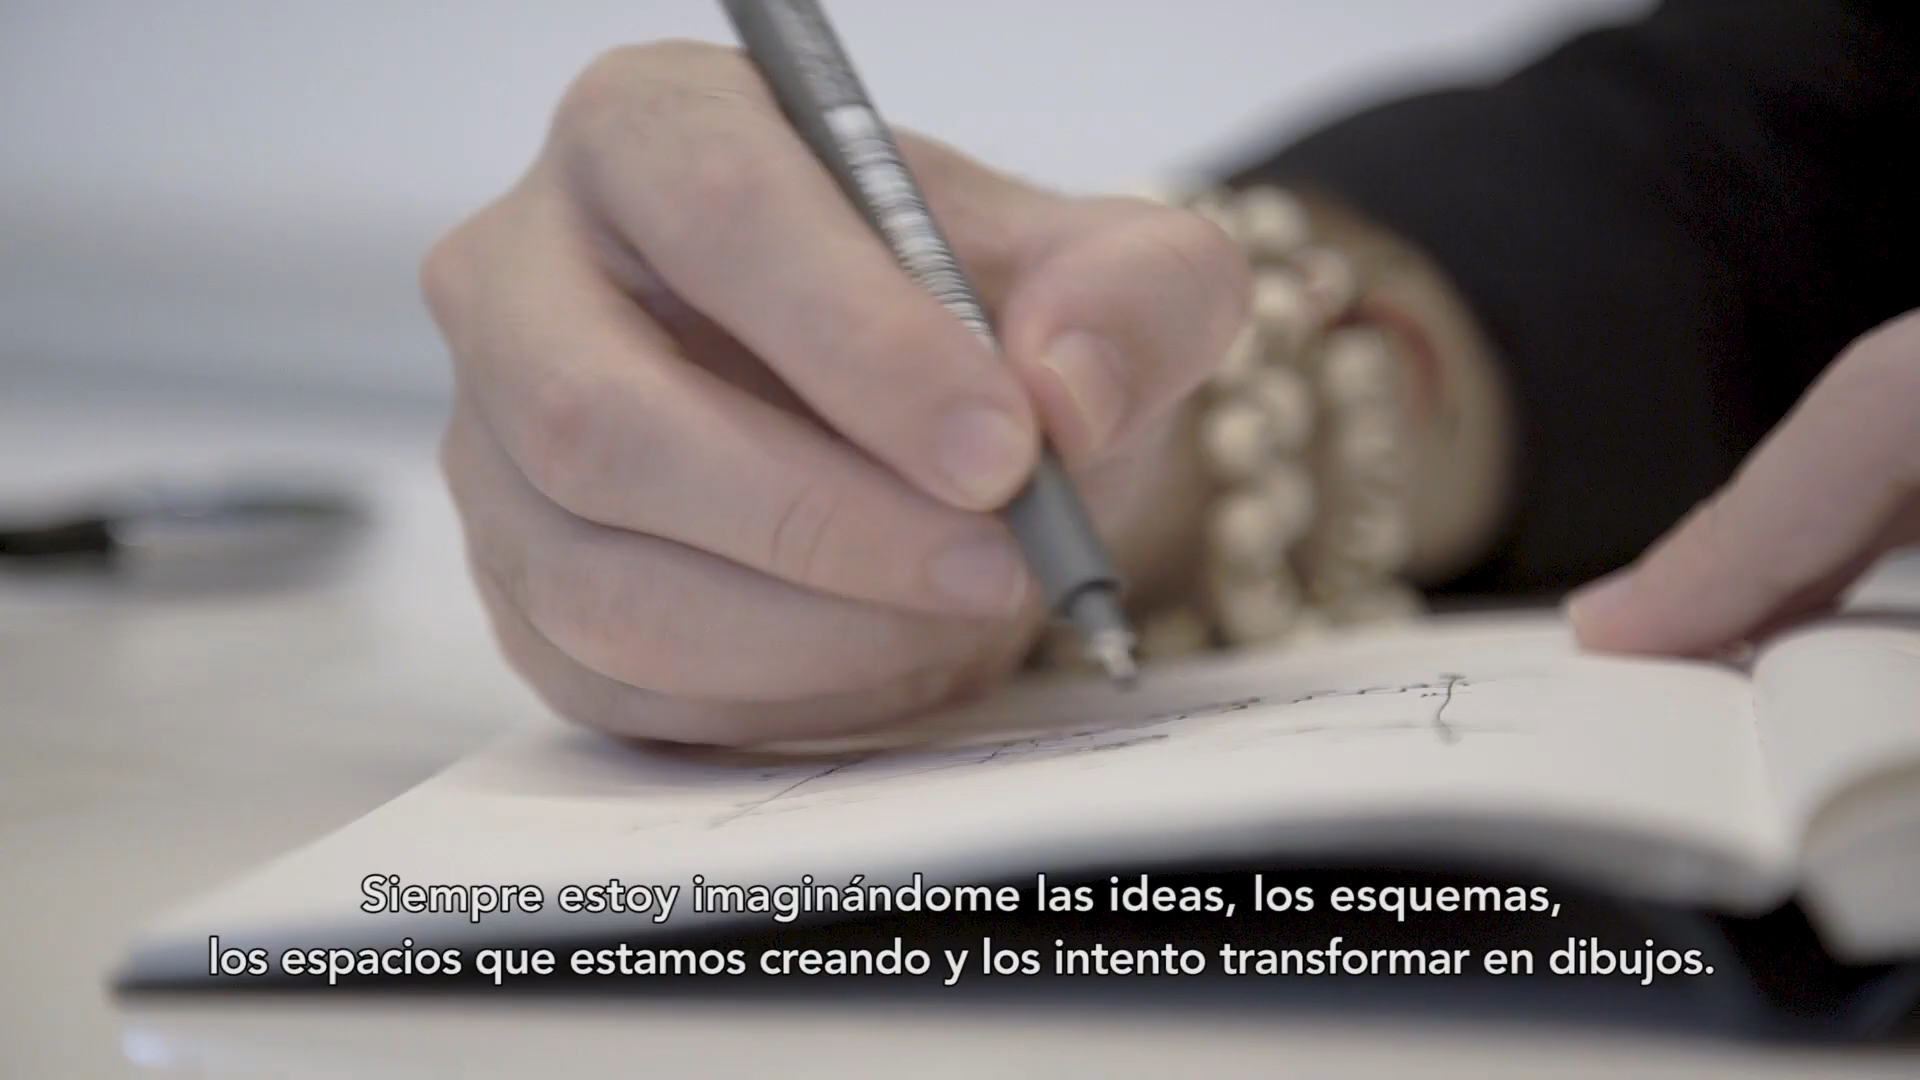 Siempre estoy imaginándome las ideas, los esquemas,
los espacios que estamos creando y los intento transformar en dibujos.